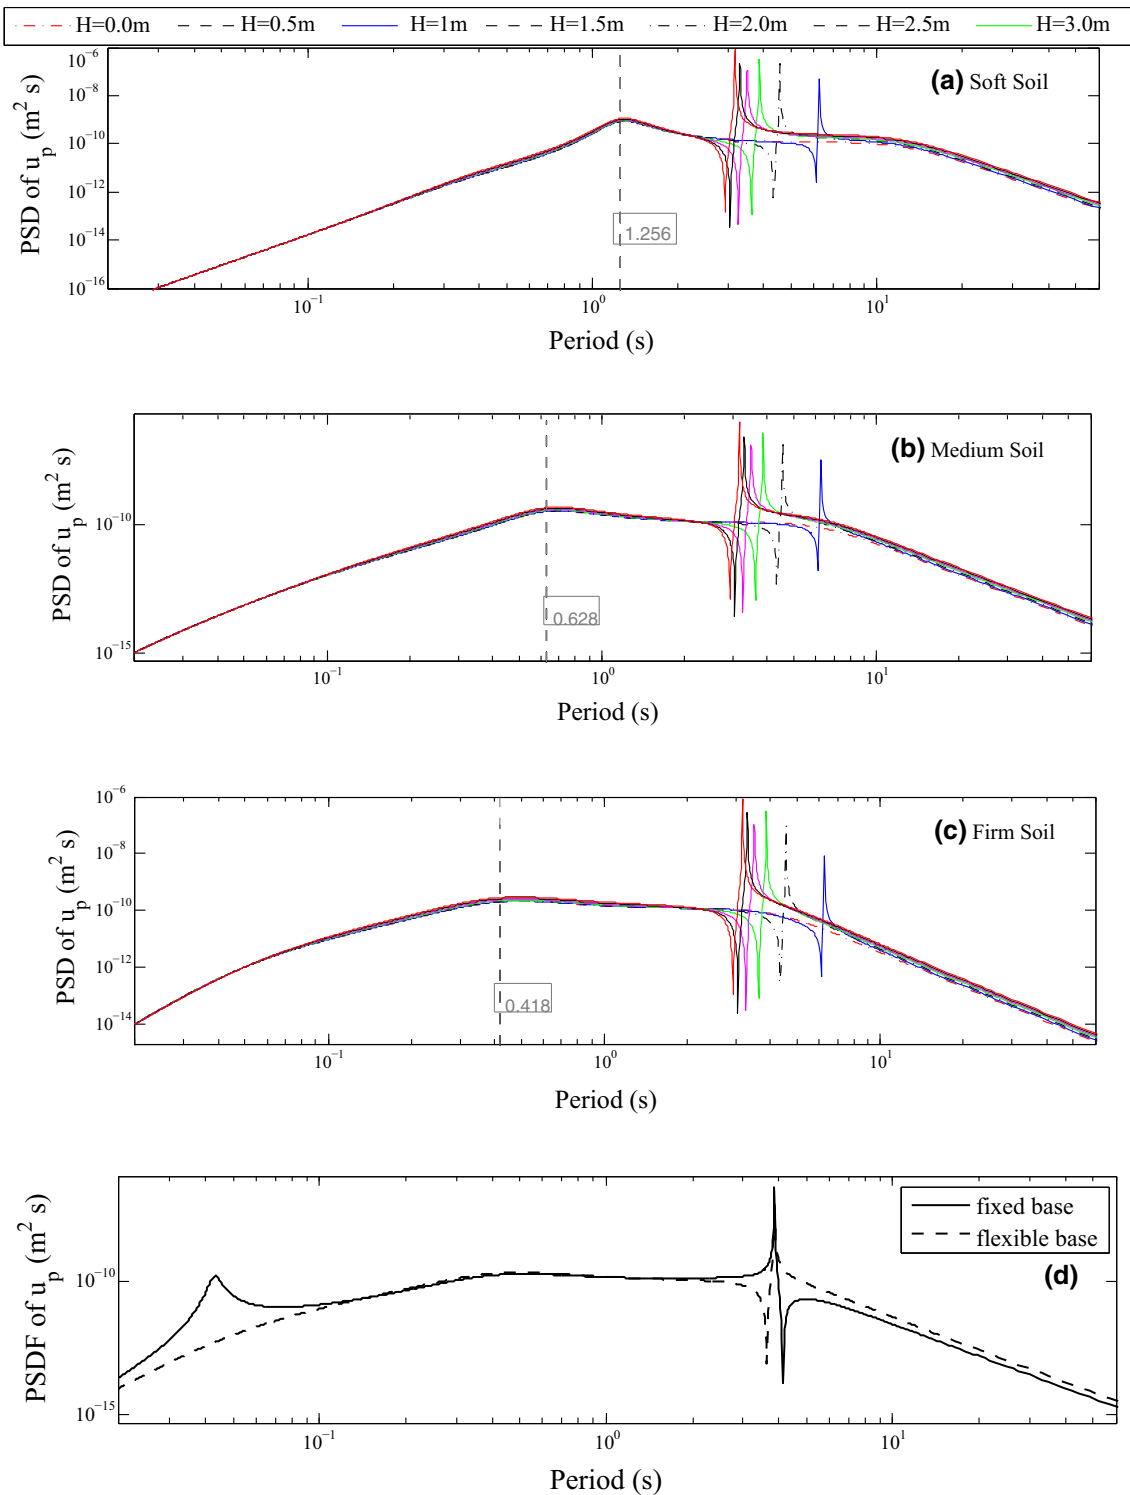 H=0.0m H=0.5m H=1m H=1.5m H=2.0m H=2.5m H=3.0m
10^-6
10^-8
10^-10
10^-12
10^-14
10^-16
PSD of u_p (m^2 s)
(a) Soft Soil
1.256
10^-1 10^0 10^1
Period (s)
10^-10
10^-15
PSD of u_p (m^2 s)
(b) Medium Soil
0.628
10^-1 10^0 10^1
Period (s)
10^-6
10^-8
10^-10
10^-12
10^-14
PSD of u_p (m^2 s)
(c) Firm Soil
0.418
10^-1 10^0 10^1
Period (s)
10^-10
10^-15
PSDF of u_p (m^2 s)
fixed base
flexible base
(d)
10^-1 10^0 10^1
Period (s)